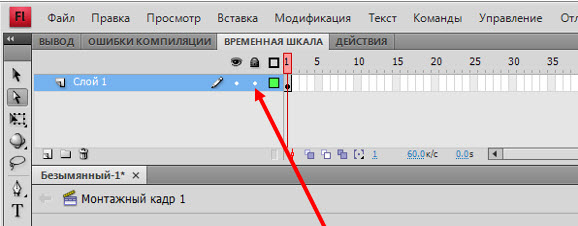 Fl Файл Правка Просмотр Вставка Модификация Текст Команды Управление
ВЫВОД ОШИБКИ КОМПИЛЯЦИИ ВРЕМЕННАЯ ШКАЛА ДЕЙСТВИЯ
1 5 10 15 20 25 30 35
Слой 1
1 60.0к/с 0.0s
Безымянный-1* ×
Монтажный кадр 1
T